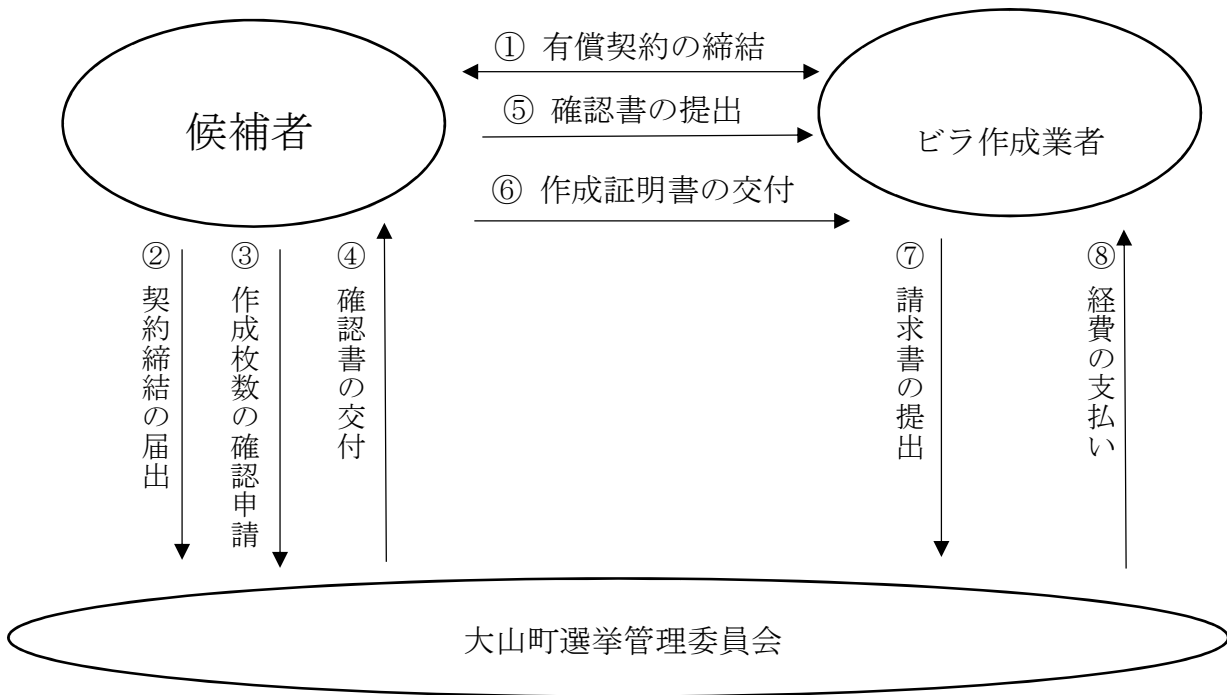 ① 有償契約の締結
候補者
⑤ 確認書の提出
ビラ作成業者
⑥ 作成証明書の交付
② 契約締結の届出
③ 作成枚数の確認申請
④ 確認書の交付
⑦ 請求書の提出
⑧ 経費の支払い
大山町選挙管理委員会